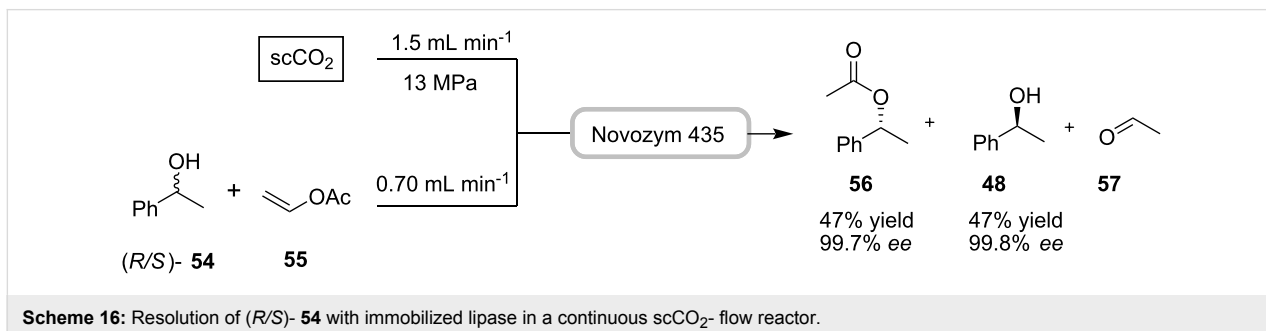 scCO2
1.5 mL min-1
13 MPa
Ph
OH
+
OAc
0.70 mL min-1
(R/S)- 54
55
Novozym 435
O
O
Ph
+
OH
Ph
+
O
56
48
57
47% yield
99.7% ee
47% yield
99.8% ee
Scheme 16: Resolution of (R/S)- 54 with immobilized lipase in a continuous scCO2- flow reactor.